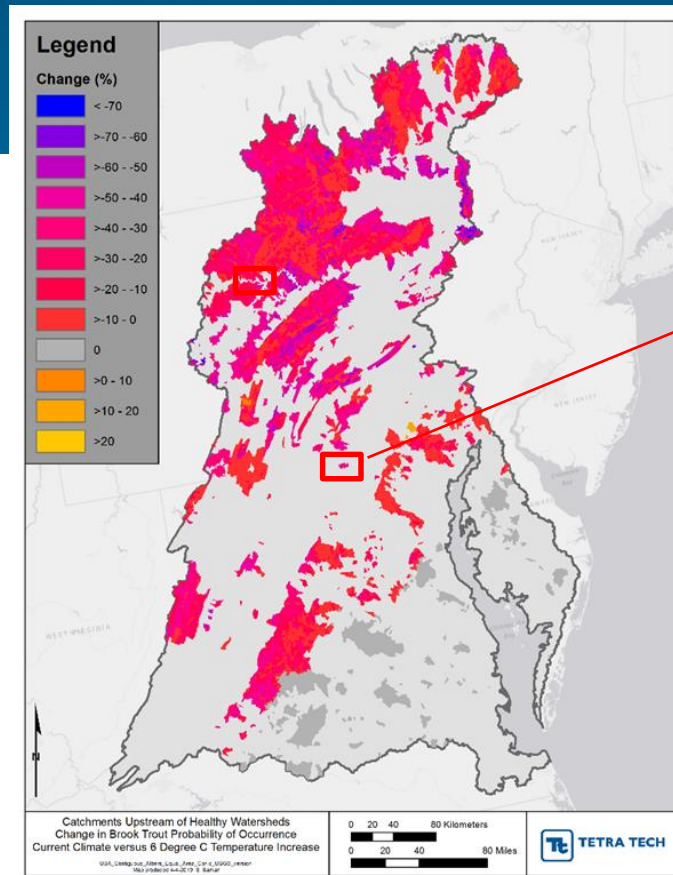 Legend
Change (%)
< -70
>-70 - -60
>-60 - -50
>-50 - -40
>-40 - -30
>-30 - -20
>-20 - -10
>-10 - 0
0
>0 - 10
>10 - 20
>20
NEW JERSEY
NEW JERSEY
WEST VIRGINIA
N
Catchments Upstream of Healthy Watersheds
Change in Brook Trout Probability of Occurrence
Current Climate versus 6 Degree C Temperature Increase
0 20 40 80 Kilometers
0 20 40 80 Miles
Tt TETRA TECH